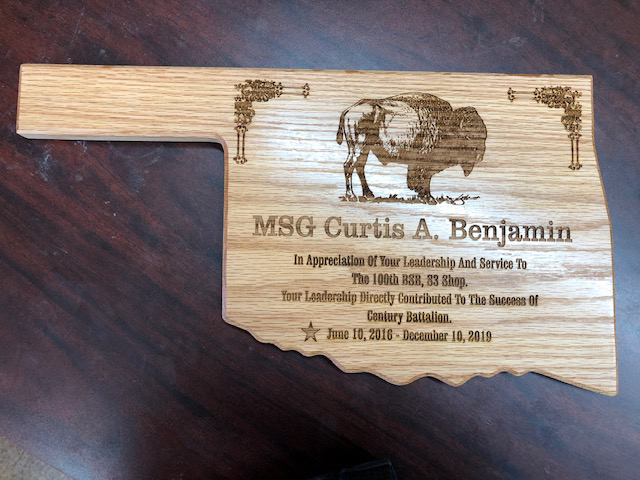 MSG Curtis A. Benjamin
In Appreciation Of Your Leadership And Service To
The 100th BSB, S3 Shop.
Your Leadership Directly Contributed To The Success Of
Century Battalion.
June 10, 2016 - December 10, 2019